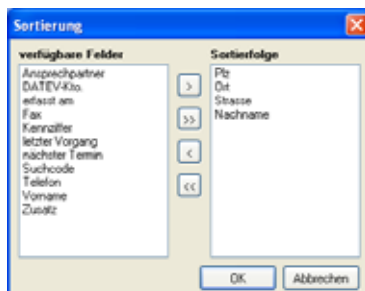 Sortierung
verfügbare Felder
Ansprechpartner
DATEV-Kto.
erfasst am
Fax
Kennziffer
letzter Vorgang
nächster Termin
Suchcode
Telefon
Vorname
Zusatz
>
>>
<
<<
Sortierfolge
Plz
Ort
Strasse
Nachname
OK
Abbrechen